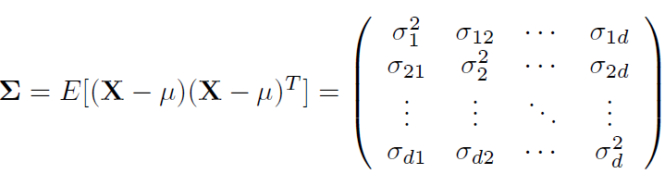 Σ = E[(X − μ)(X − μ)^T] =
σ_1^2 σ_12 ⋯ σ_1d
σ_21 σ_2^2 ⋯ σ_2d
⋮ ⋮ ⋱ ⋮
σ_d1 σ_d2 ⋯ σ_d^2